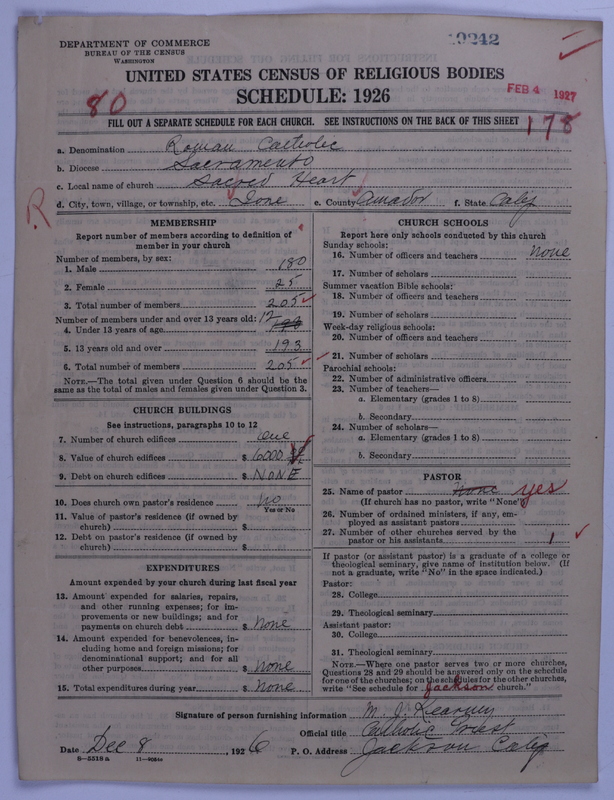 DEPARTMENT OF COMMERCE
BUREAU OF THE CENSUS
WASHINGTON
UNITED STATES CENSUS OF RELIGIOUS BODIES
SCHEDULE: 1926
FEB 4 1927
80
FILL OUT A SEPARATE SCHEDULE FOR EACH CHURCH. SEE INSTRUCTIONS ON THE BACK OF THIS SHEET
178
a. Denomination Roman Catholic
b. Diocese Sacramento
c. Local name of church Sacred Heart
d. City, town, village, or township, etc. Ione e. County Amador f. State Calif
R
MEMBERSHIP
Report number of members according to definition of
member in your church
Number of members, by sex:
1. Male 180
2. Female 25
3. Total number of members 205
Number of members under and over 13 years old:
4. Under 13 years of age 12
5. 13 years old and over 193
6. Total number of members 205
NOTE.—The total given under Question 6 should be the
same as the total of males and females given under Question 3.
CHURCH BUILDINGS
See instructions, paragraphs 10 to 12
7. Number of church edifices One
8. Value of church edifices $ 6000
9. Debt on church edifices $ NONE
10. Does church own pastor's residence No
Yes or No
11. Value of pastor's residence (if owned by
church) $
12. Debt on pastor's residence (if owned by
church) $
EXPENDITURES
Amount expended by your church during last fiscal year
13. Amount expended for salaries, repairs,
and other running expenses; for im-
provements or new buildings; and for
payments on church debt $ None
14. Amount expended for benevolences, in-
cluding home and foreign missions; for
denominational support; and for all
other purposes $ None
15. Total expenditures during year $ None
CHURCH SCHOOLS
Report here only schools conducted by this church
Sunday schools:
16. Number of officers and teachers None
17. Number of scholars
Summer vacation Bible schools:
18. Number of officers and teachers
19. Number of scholars
Week-day religious schools:
20. Number of officers and teachers
21. Number of scholars
Parochial schools:
22. Number of administrative officers
23. Number of teachers—
a. Elementary (grades 1 to 8)
b. Secondary
24. Number of scholars—
a. Elementary (grades 1 to 8)
b. Secondary
PASTOR
25. Name of pastor None yes
(If church has no pastor, write "None")
26. Number of ordained ministers, if any, em-
ployed as assistant pastors
27. Number of other churches served by the
pastor or his assistants 1
If pastor (or assistant pastor) is a graduate of a college or
theological seminary, give name of institution below. (If
not a graduate, write "No" in the space indicated.)
Pastor:
28. College
29. Theological seminary
Assistant pastor:
30. College
31. Theological seminary
NOTE.—Where one pastor serves two or more churches,
Questions 28 and 29 should be answered only on the schedule
for one of the churches; on the schedules for the other churches,
write "See schedule for Jackson church."
Signature of person furnishing information M. J. Kearney
Official title Catholic Priest
Date Dec 8, 1926 P. O. Address Jackson Calif
8—5318a 11—9064a